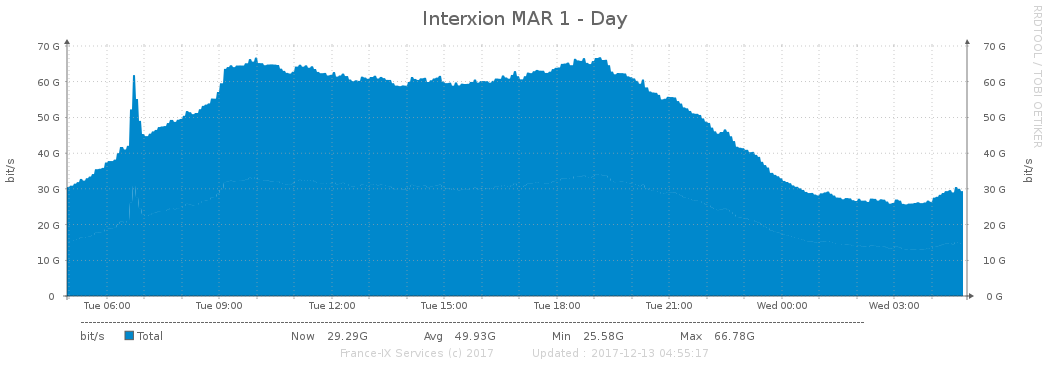 Interxion MAR 1 - Day
RRDTOOL / TOBI OETIKER
bit/s
70 G
60 G
50 G
40 G
30 G
20 G
10 G
0
70 G
60 G
50 G
40 G
30 G
20 G
10 G
0 G
bit/s
Tue 06:00 Tue 09:00 Tue 12:00 Tue 15:00 Tue 18:00 Tue 21:00 Wed 00:00 Wed 03:00
bit/s Total Now 29.29G Avg 49.93G Min 25.58G Max 66.78G
France-IX Services (c) 2017 Updated : 2017-12-13 04:55:17